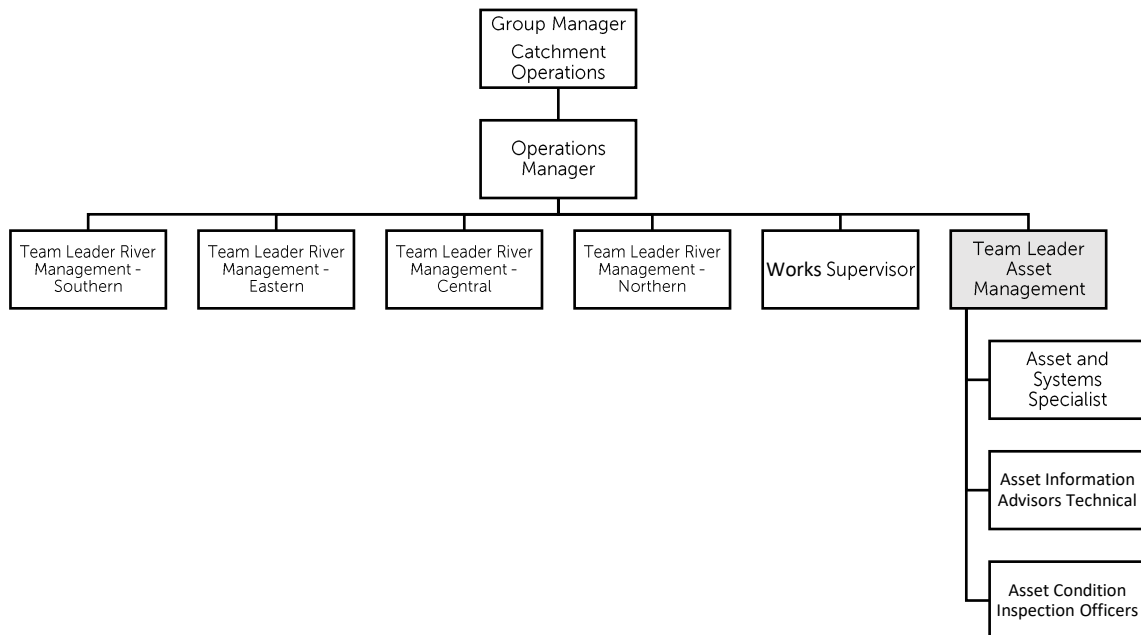 Group Manager
Catchment
Operations
Operations
Manager
Team Leader River
Management -
Southern
Team Leader River
Management -
Eastern
Team Leader River
Management -
Central
Team Leader River
Management -
Northern
Works Supervisor
Team Leader
Asset
Management
Asset and
Systems
Specialist
Asset Information
Advisors Technical
Asset Condition
Inspection Officers